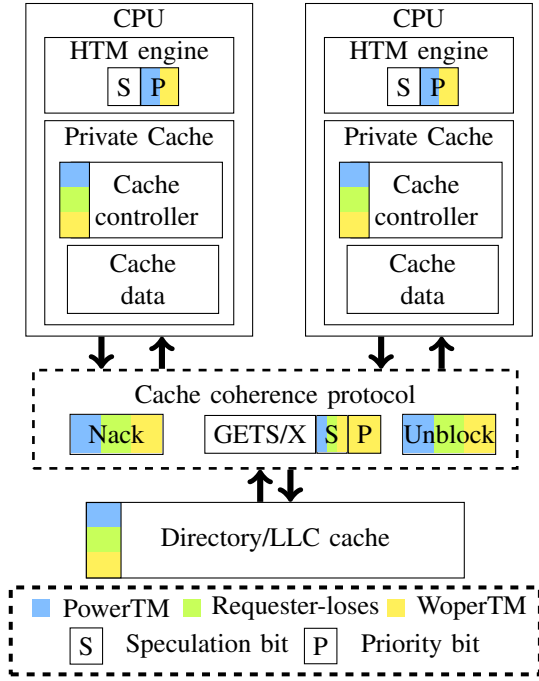 CPU
HTM engine
S P
Private Cache
Cache
controller
Cache
data
CPU
HTM engine
S P
Private Cache
Cache
controller
Cache
data
Cache coherence protocol
Nack GETS/X S P Unblock
Directory/LLC cache
PowerTM Requester-loses WoperTM
S Speculation bit P Priority bit